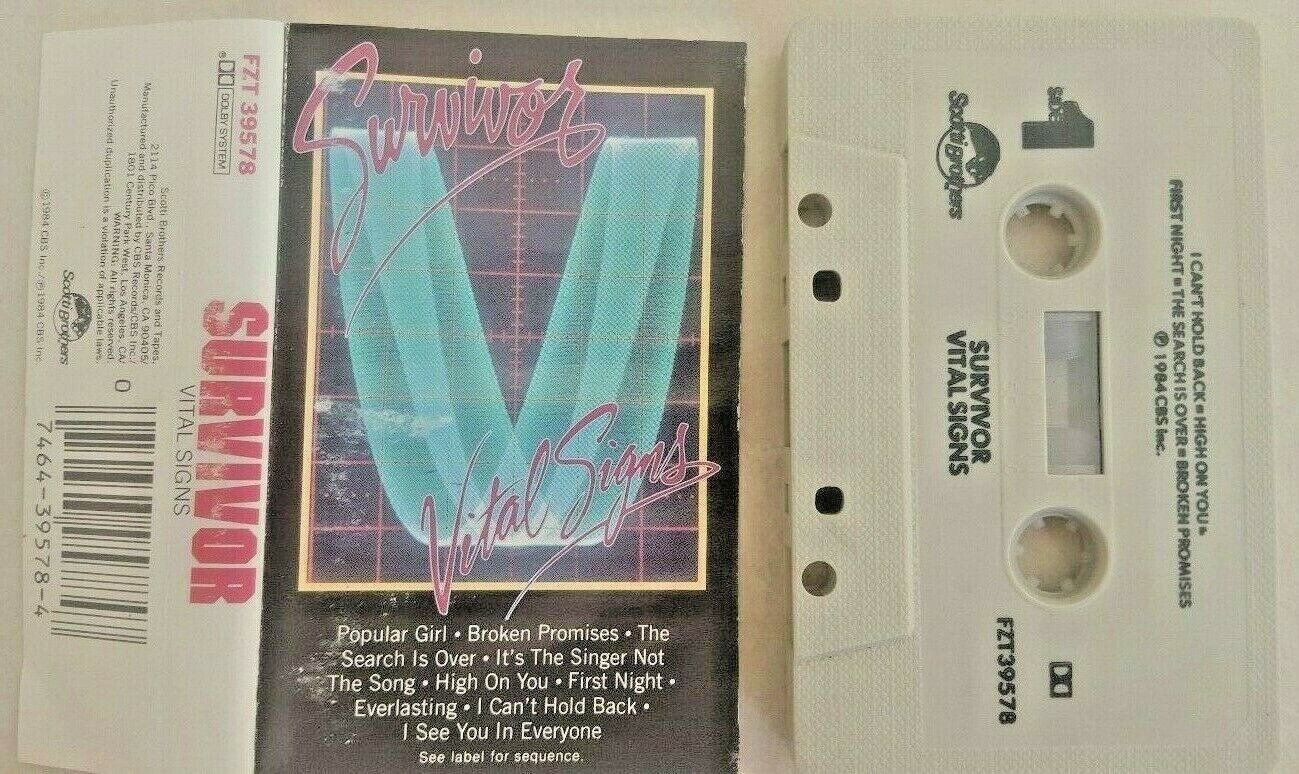 FZT 39578
DOLBY SYSTEM
Scotti Brothers Records and Tapes,
2114 Pico Blvd., Santa Monica, CA 90405/
Manufactured and distributed by CBS Records/CBS Inc./
1801 Century Park West, Los Angeles, CA/
WARNING: All rights reserved.
Unauthorized duplication is a violation of applicable laws.
Scotti Brothers
© 1984 CBS Inc./℗ 1984 CBS Inc.
SURVIVOR
VITAL SIGNS
0
7464-39578-4
Survivor
Vital Signs
Popular Girl • Broken Promises • The
Search Is Over • It's The Singer Not
The Song • High On You • First Night •
Everlasting • I Can't Hold Back •
I See You In Everyone
See label for sequence.
SIDE
1
Scotti Brothers
I CAN'T HOLD BACK ■ HIGH ON YOU ■
FIRST NIGHT ■ THE SEARCH IS OVER ■ BROKEN PROMISES
℗ 1984 CBS Inc.
SURVIVOR
VITAL SIGNS
FZT39578